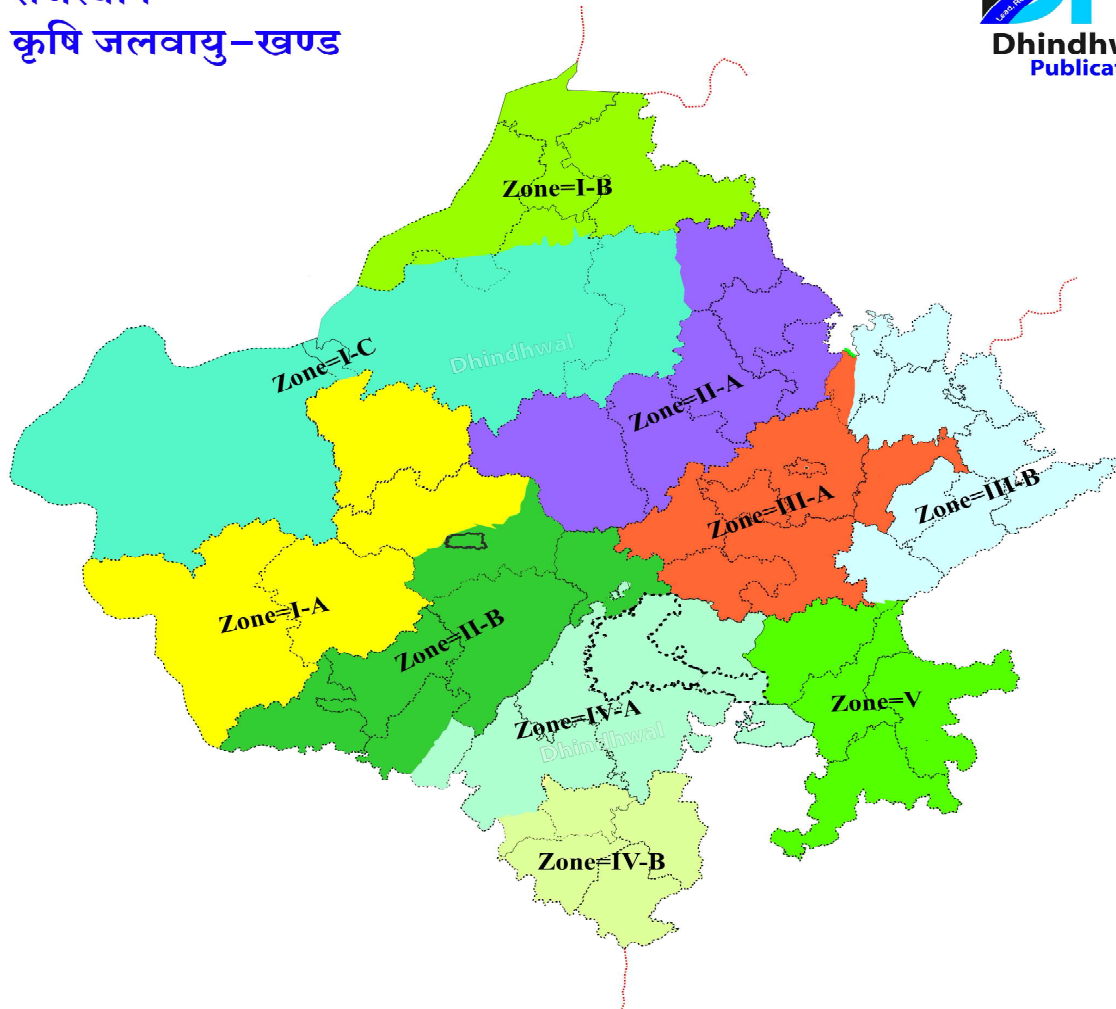 कृषि जलवायु–खण्ड
Dhindhw
Publicat
Zone=I-B
Zone=I-C
Dhindhwal
Zone=II-A
Zone=III-A
Zone=III-B
Zone=I-A
Zone=II-B
Zone=IV-A
Dhindhwal
Zone=V
Zone=IV-B